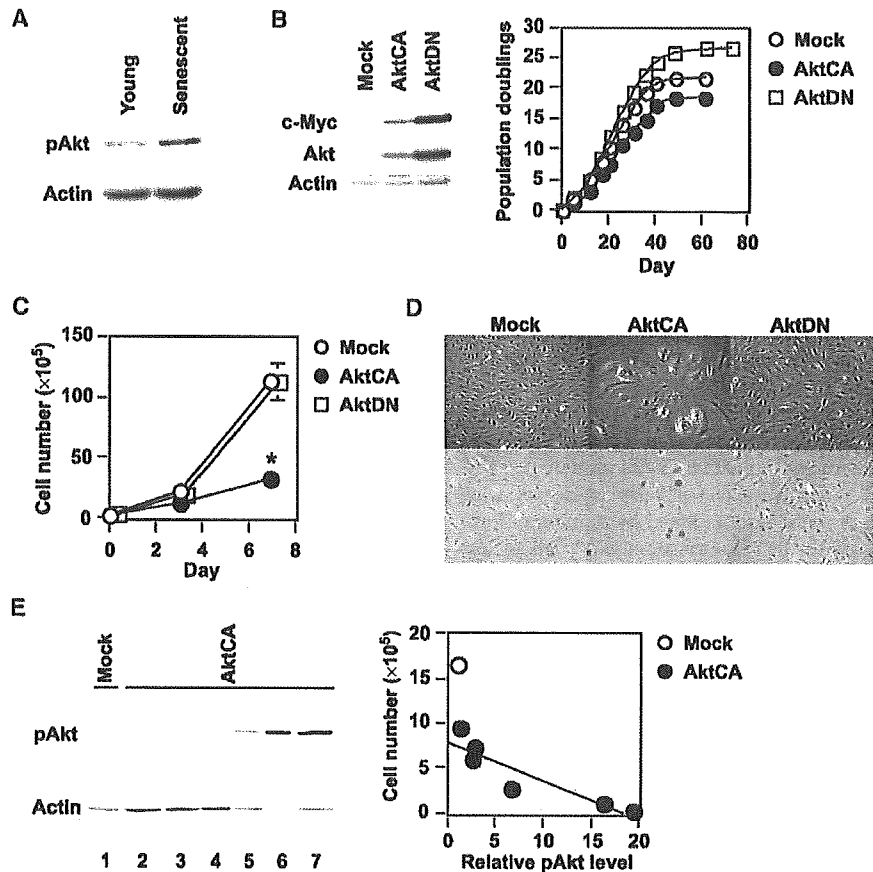 A
Young
Senescent
pAkt
Actin
B
Mock
AktCA
AktDN
c-Myc
Akt
Actin
Population doublings
30
25
20
15
10
5
0
0 20 40 60 80
Day
Mock
AktCA
AktDN
C
Cell number (×10⁵)
150
100
50
0
0 2 4 6 8
Day
Mock
AktCA
AktDN
*
D
Mock AktCA AktDN
E
Mock
AktCA
pAkt
Actin
1 2 3 4 5 6 7
Cell number (×10⁵)
20
15
10
5
0
0 5 10 15 20
Relative pAkt level
Mock
AktCA